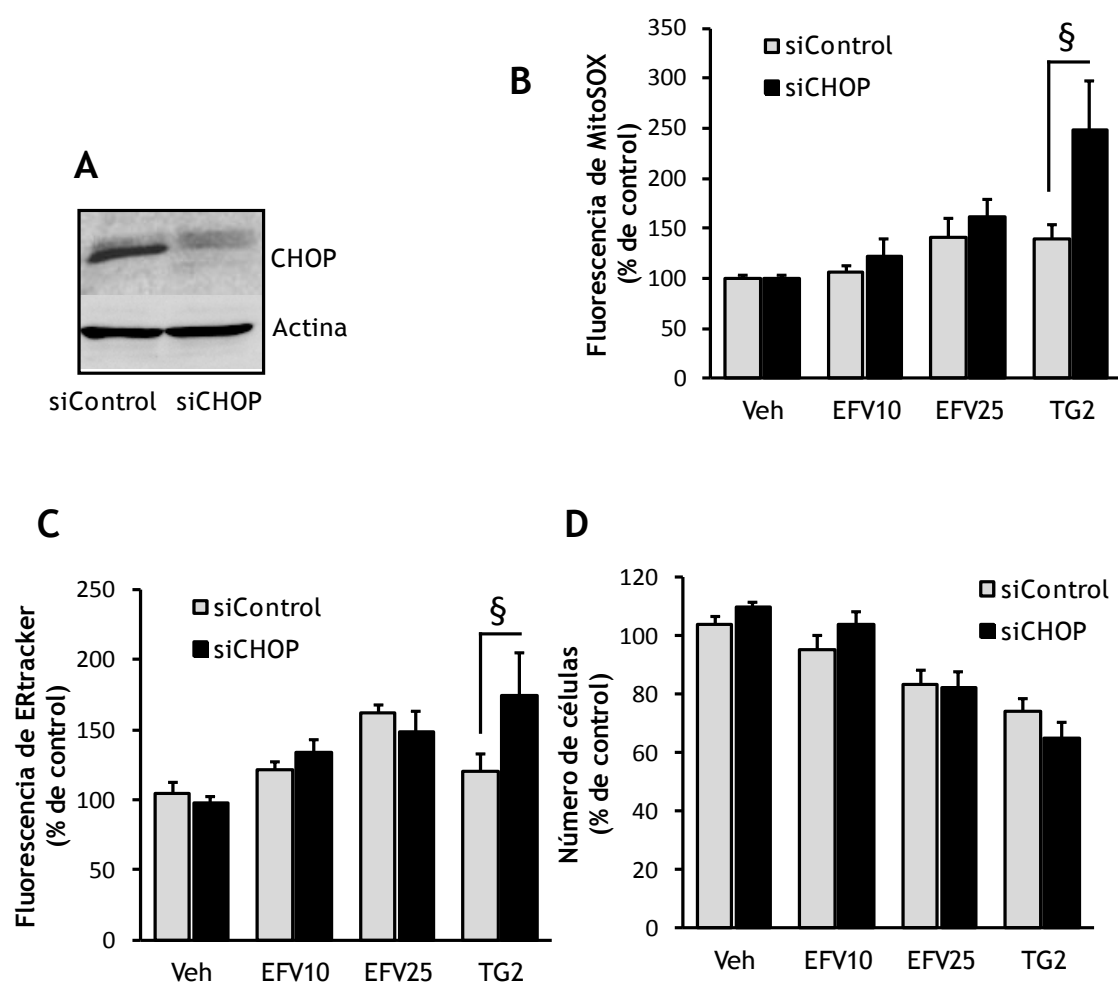 A
CHOP
Actina
siControl siCHOP
B
Fluorescencia de MitoSOX
(% de control)
350
300
250
200
150
100
50
0
siControl
siCHOP
§
Veh EFV10 EFV25 TG2
C
Fluorescencia de ERtracker
(% de control)
250
200
150
100
50
0
siControl
siCHOP
§
Veh EFV10 EFV25 TG2
D
Número de células
(% de control)
120
100
80
60
40
20
0
siControl
siCHOP
Veh EFV10 EFV25 TG2